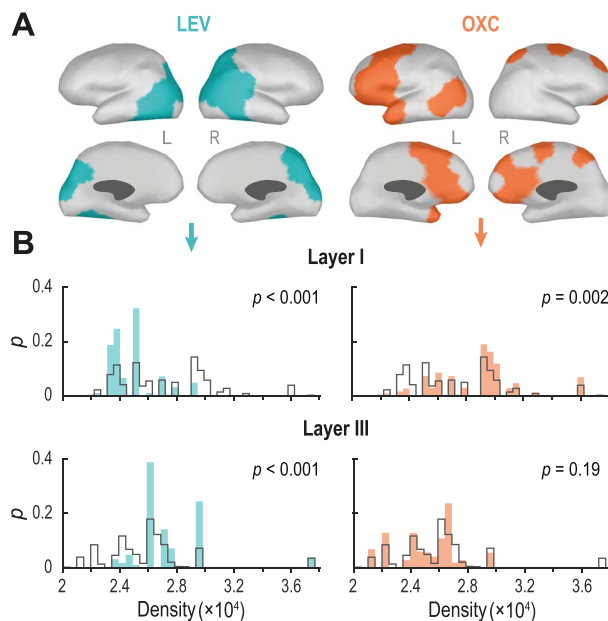 A
LEV
OXC
L R
L R
B
Layer I
0.4
0.2
0
p
p < 0.001
p = 0.002
Layer III
0.4
0.2
0
p
p < 0.001
p = 0.19
2 2.4 2.8 3.2 3.6
2 2.4 2.8 3.2 3.6
Density (×10⁴)
Density (×10⁴)